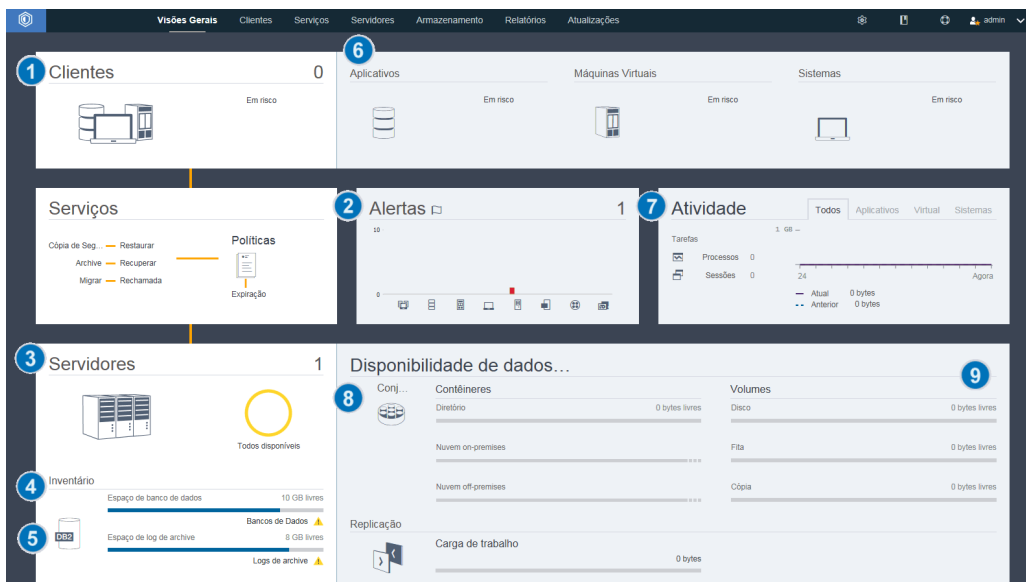 Visões Gerais Clientes Serviços Servidores Armazenamento Relatórios Atualizações admin
1 Clientes 0
Em risco
6
Aplicativos Máquinas Virtuais Sistemas
Em risco Em risco Em risco
Serviços
Cópia de Seg... Restaurar
Archive Recuperar
Migrar Rechamada
Políticas
Expiração
2 Alertas 1
10
0
7 Atividade Todos Aplicativos Virtual Sistemas
1 GB
Tarefas
Processos 0
Sessões 0
24 Agora
Atual 0 bytes
Anterior 0 bytes
3 Servidores 1
Todos disponíveis
4 Inventário
Espaço de banco de dados 10 GB livres
Bancos de Dados
5 DB2 Espaço de log de archive 8 GB livres
Logs de archive
Disponibilidade de dados...
8 Conj...
Contêineres
Diretório 0 bytes livres
Nuvem on-premises
Nuvem off-premises
9
Volumes
Disco 0 bytes livres
Fita 0 bytes livres
Cópia 0 bytes livres
Replicação
Carga de trabalho
0 bytes